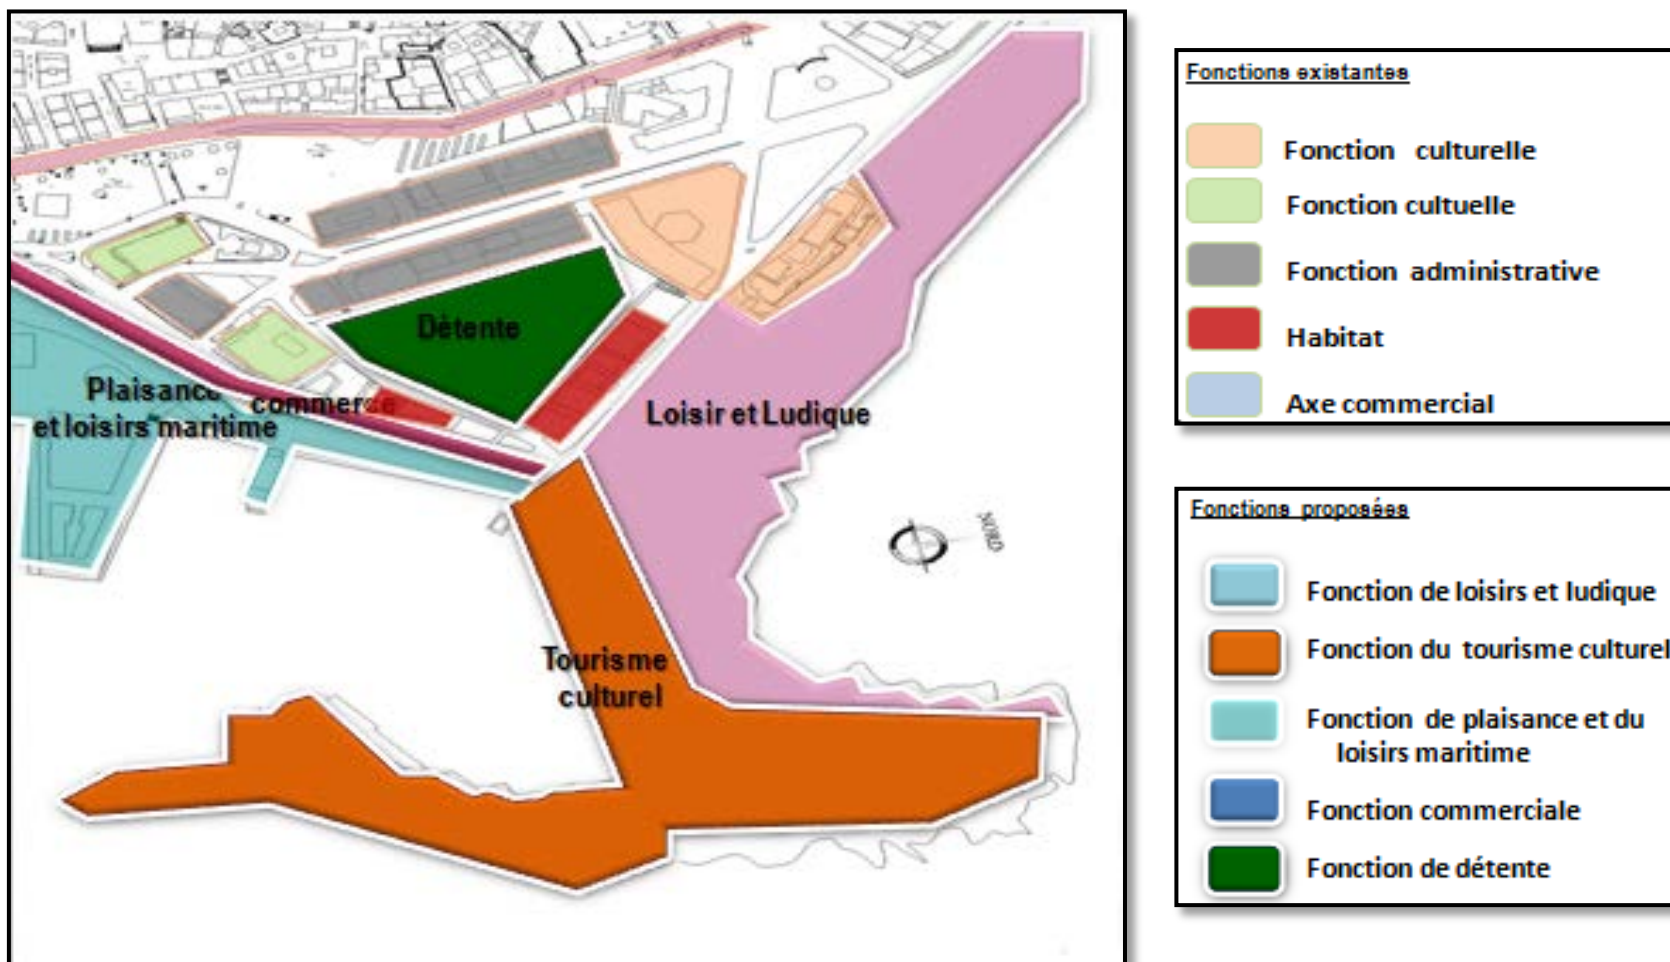 Détente
Plaisance
commerce
et loisirs maritime
Loisir et Ludique
NORD
Tourisme
culturel
Fonctions existantes
Fonction culturelle
Fonction cultuelle
Fonction administrative
Habitat
Axe commercial
Fonctions proposées
Fonction de loisirs et ludique
Fonction du tourisme culturel
Fonction de plaisance et du
loisirs maritime
Fonction commerciale
Fonction de détente